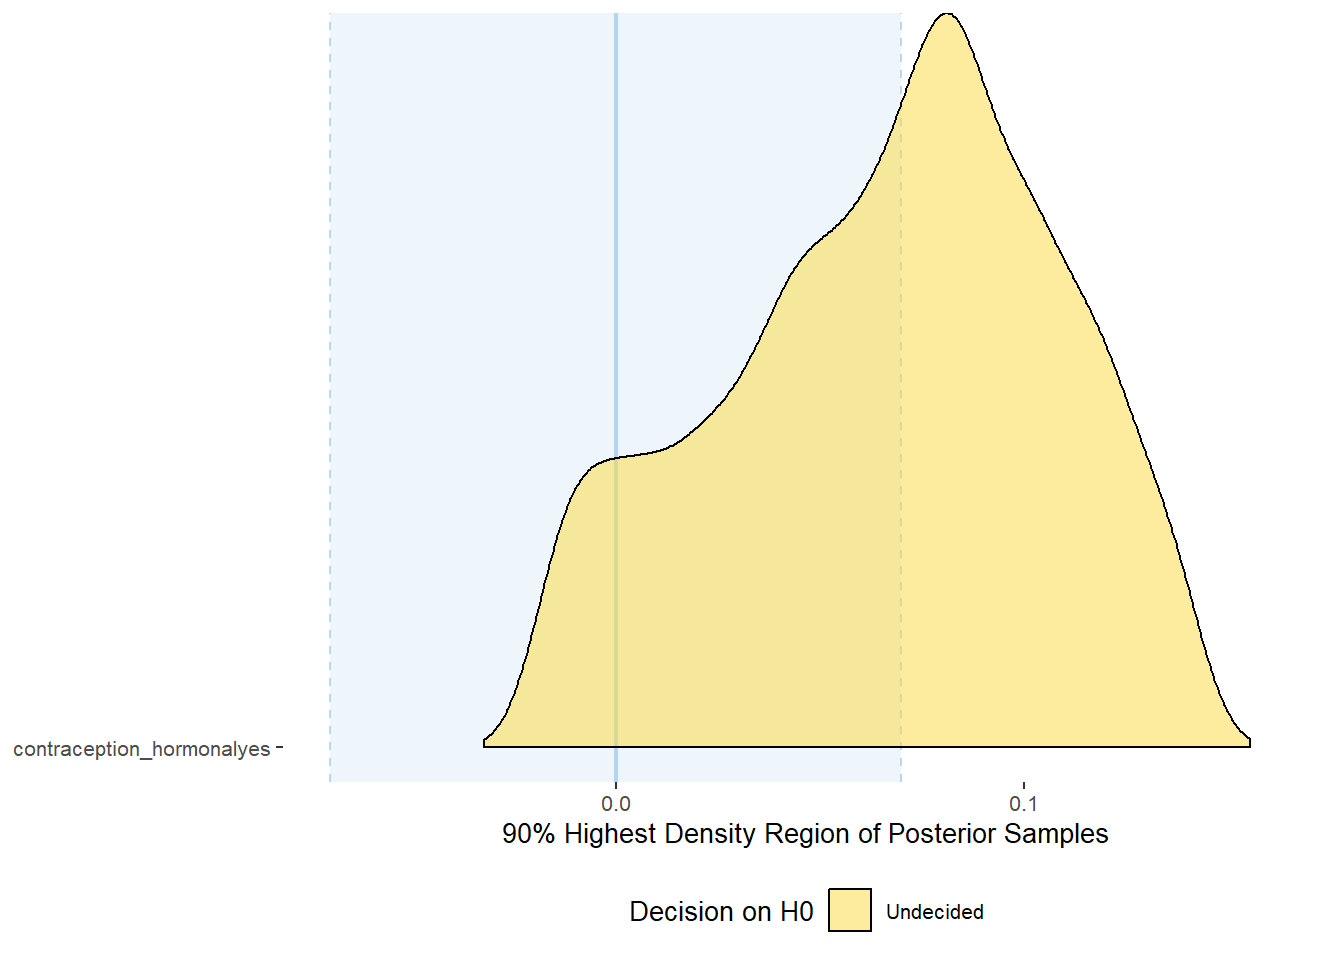 contraception_hormonalyes
0.0 0.1
90% Highest Density Region of Posterior Samples
Decision on H0 Undecided